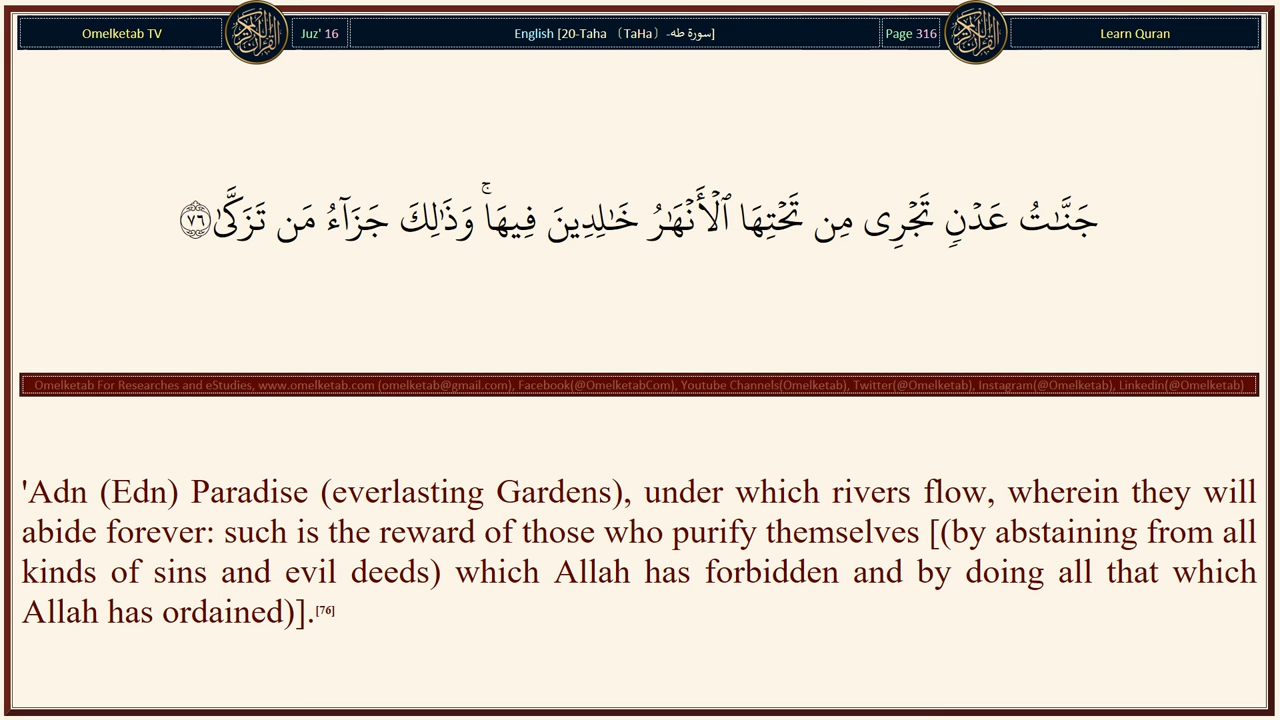 Omelketab TV
Juz' 16
English [20-Taha （TaHa）-سورة طه]
Page 316
Learn Quran
جَنَّٰتُ عَدْنٍۢ تَجْرِى مِن تَحْتِهَا ٱلْأَنْهَٰرُ خَٰلِدِينَ فِيهَا ۚ وَذَٰلِكَ جَزَآءُ مَن تَزَكَّىٰ ٧٦
Omelketab For Researches and eStudies, www.omelketab.com (omelketab@gmail.com), Facebook(@OmelketabCom), Youtube Channels(Omelketab), Twitter(@Omelketab), Instagram(@Omelketab), Linkedin(@Omelketab)
'Adn (Edn) Paradise (everlasting Gardens), under which rivers flow, wherein they will
abide forever: such is the reward of those who purify themselves [(by abstaining from all
kinds of sins and evil deeds) which Allah has forbidden and by doing all that which
Allah has ordained)].[76]